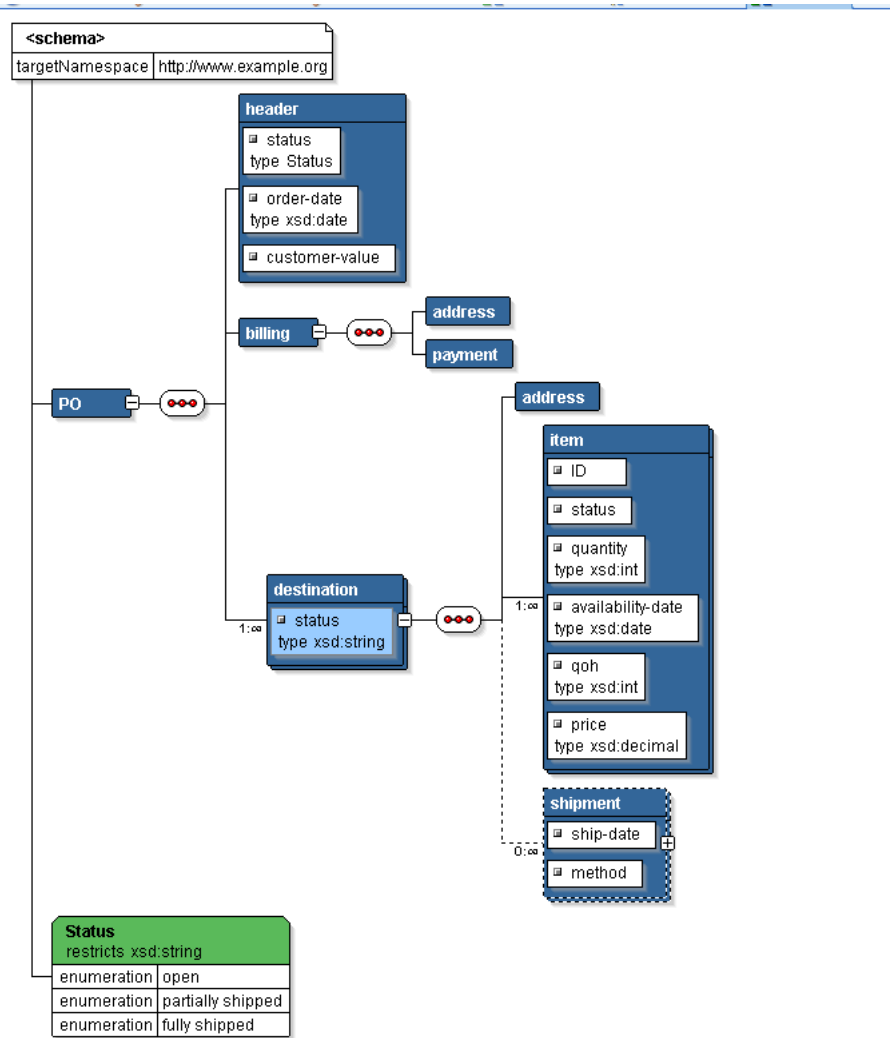 <schema>
targetNamespace http://www.example.org
header
status
type Status
order-date
type xsd:date
customer-value
billing
address
payment
PO
address
item
ID
status
quantity
type xsd:int
availability-date
type xsd:date
qoh
type xsd:int
price
type xsd:decimal
1:∞
destination
status
type xsd:string
1:∞
shipment
ship-date
method
0:∞
Status
restricts xsd:string
enumeration open
enumeration partially shipped
enumeration fully shipped